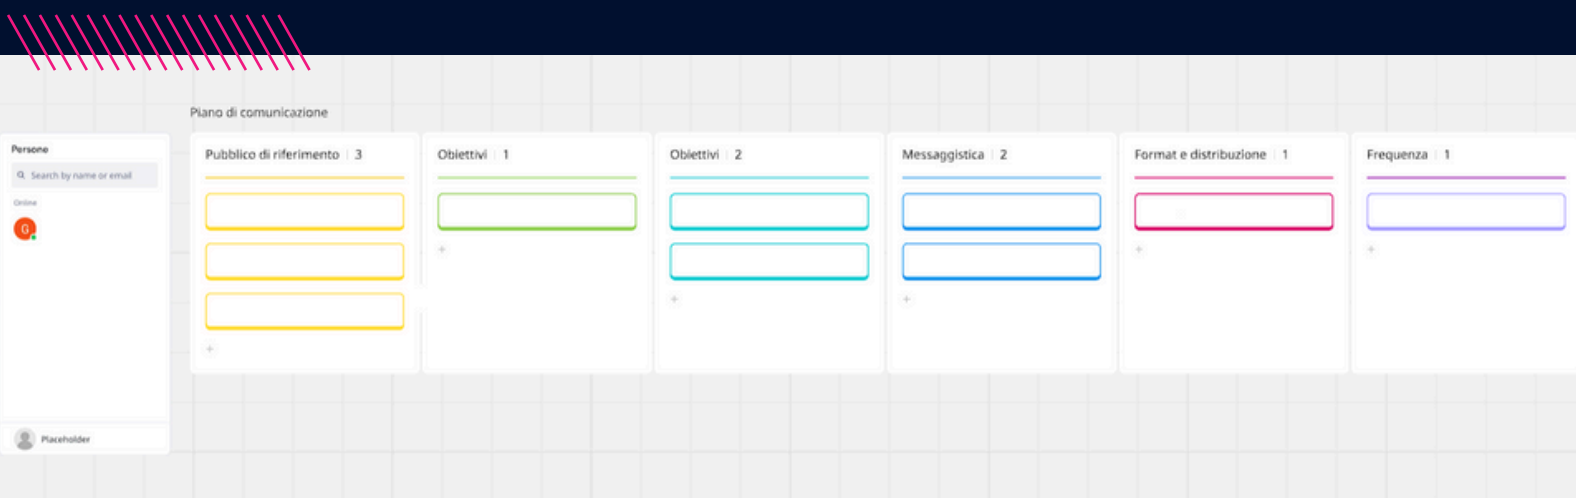 Piano di comunicazione
Persone
Search by name or email
Online
G
Placeholder
Pubblico di riferimento | 3
Obiettivi | 1
Obiettivi | 2
Messaggistica | 2
Format e distribuzione | 1
Frequenza | 1